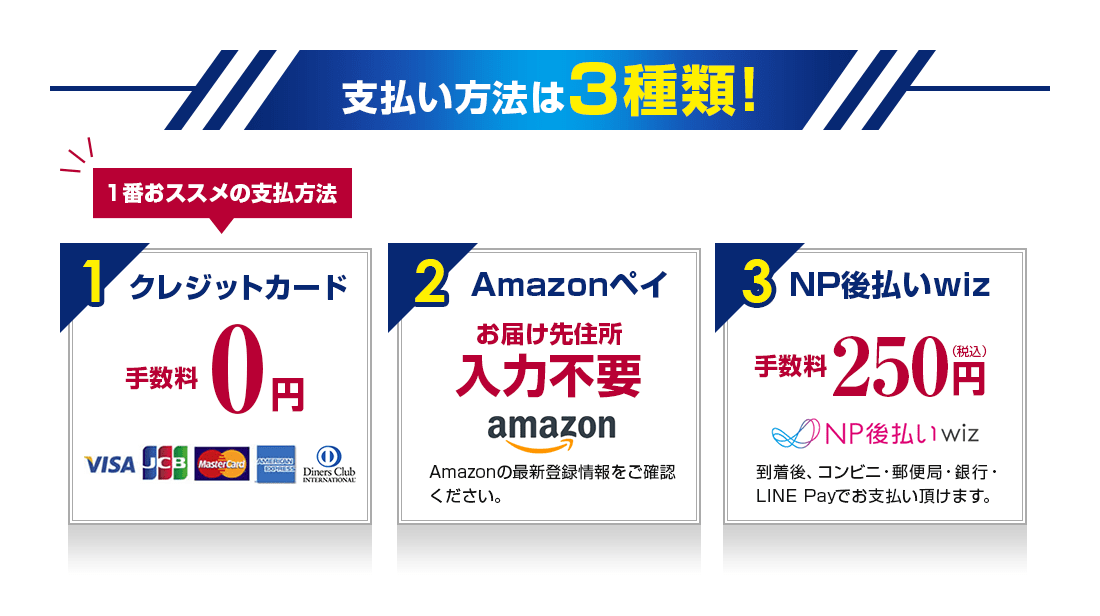 支払い方法は3種類!
1番おススメの支払方法
1 クレジットカード
手数料 0円
VISA JCB MasterCard AMERICAN EXPRESS Diners Club INTERNATIONAL
2 Amazonペイ
お届け先住所
入力不要
amazon
Amazonの最新登録情報をご確認
ください。
3 NP後払いwiz
手数料 250円(税込)
NP後払いwiz
到着後、コンビニ・郵便局・銀行・
LINE Payでお支払い頂けます。